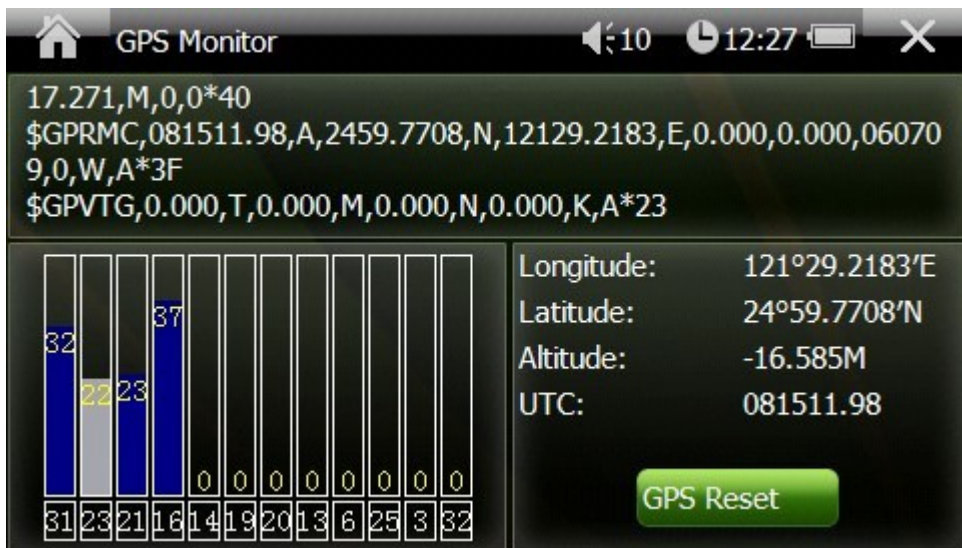 GPS Monitor 10 12:27
17.271,M,0,0*40
$GPRMC,081511.98,A,2459.7708,N,12129.2183,E,0.000,0.000,06070
9,0,W,A*3F
$GPVTG,0.000,T,0.000,M,0.000,N,0.000,K,A*23
32 22 23 37 0 0 0 0 0 0 0 0
31 23 21 16 14 19 20 13 6 25 3 32
Longitude: 121°29.2183'E
Latitude: 24°59.7708'N
Altitude: -16.585M
UTC: 081511.98
GPS Reset